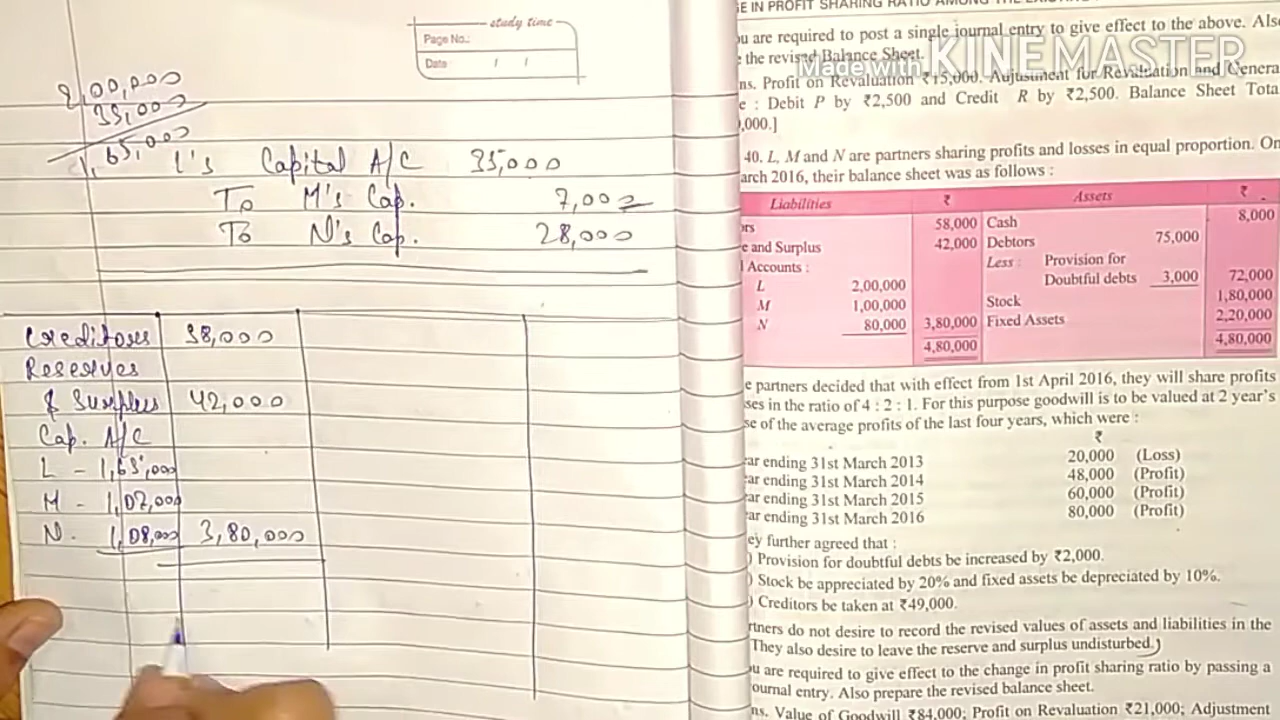 study time
Page No.:
Date / /
2,00,000
35,000
1,65,000
L's Capital A/C 35,000
To M's Cap. 7,000
To N's Cap. 28,000
Creditores 58,000
Reserves
& Surplus 42,000
Cap. A/C
L - 1,65,000
M - 1,07,000
N. 1,08,000 3,80,000
GE IN PROFIT SHARING RATIO AMONG THE
ou are required to post a single journal entry to give effect to the above. Also
the revised Balance Sheet.
Made with KINEMASTER
ns. Profit on Revaluation ₹15,000. Adjustment for Revaluation and Genera
e : Debit P by ₹2,500 and Credit R by ₹2,500. Balance Sheet Tota
,000.]
40. L, M and N are partners sharing profits and losses in equal proportion. On
arch 2016, their balance sheet was as follows :
Liabilities ₹ Assets ₹
rs 58,000 Cash 8,000
e and Surplus 42,000 Debtors 75,000
l Accounts : Less : Provision for
L 2,00,000 Doubtful debts 3,000 72,000
M 1,00,000 Stock 1,80,000
N 80,000 3,80,000 Fixed Assets 2,20,000
4,80,000 4,80,000
e partners decided that with effect from 1st April 2016, they will share profits
ses in the ratio of 4 : 2 : 1. For this purpose goodwill is to be valued at 2 year's
se of the average profits of the last four years, which were :
₹
ar ending 31st March 2013 20,000 (Loss)
ar ending 31st March 2014 48,000 (Profit)
ar ending 31st March 2015 60,000 (Profit)
ar ending 31st March 2016 80,000 (Profit)
ey further agreed that :
) Provision for doubtful debts be increased by ₹2,000.
) Stock be appreciated by 20% and fixed assets be depreciated by 10%.
) Creditors be taken at ₹49,000.
rtners do not desire to record the revised values of assets and liabilities in the
They also desire to leave the reserve and surplus undisturbed.)
u are required to give effect to the change in profit sharing ratio by passing a
ournal entry. Also prepare the revised balance sheet.
ns. Value of Goodwill ₹84,000; Profit on Revaluation ₹21,000; Adjustment